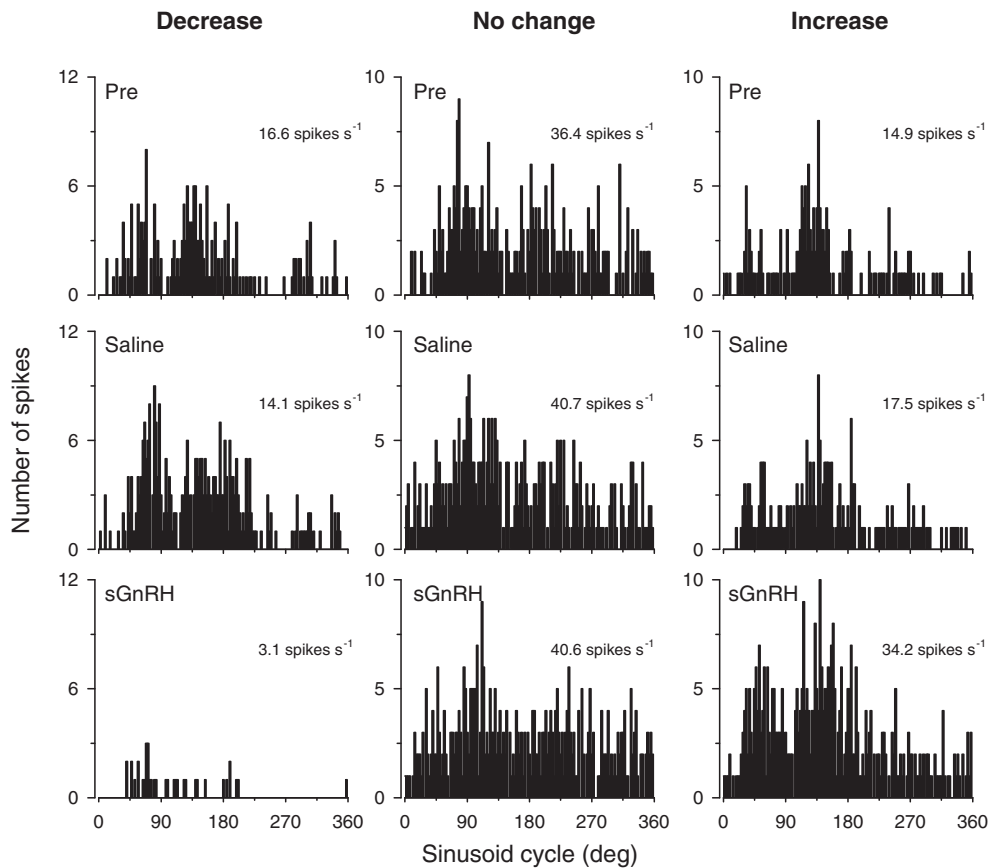 Decrease No change Increase
12 10 10
Pre Pre Pre
16.6 spikes s-1 36.4 spikes s-1 14.9 spikes s-1
6 5 5
0 0 0
12 10 10
Saline Saline Saline
14.1 spikes s-1 40.7 spikes s-1 17.5 spikes s-1
6 5 5
0 0 0
12 10 10
sGnRH sGnRH sGnRH
3.1 spikes s-1 40.6 spikes s-1 34.2 spikes s-1
6 5 5
0 0 0
0 90 180 270 360 0 90 180 270 360 0 90 180 270 360
Number of spikes
Sinusoid cycle (deg)